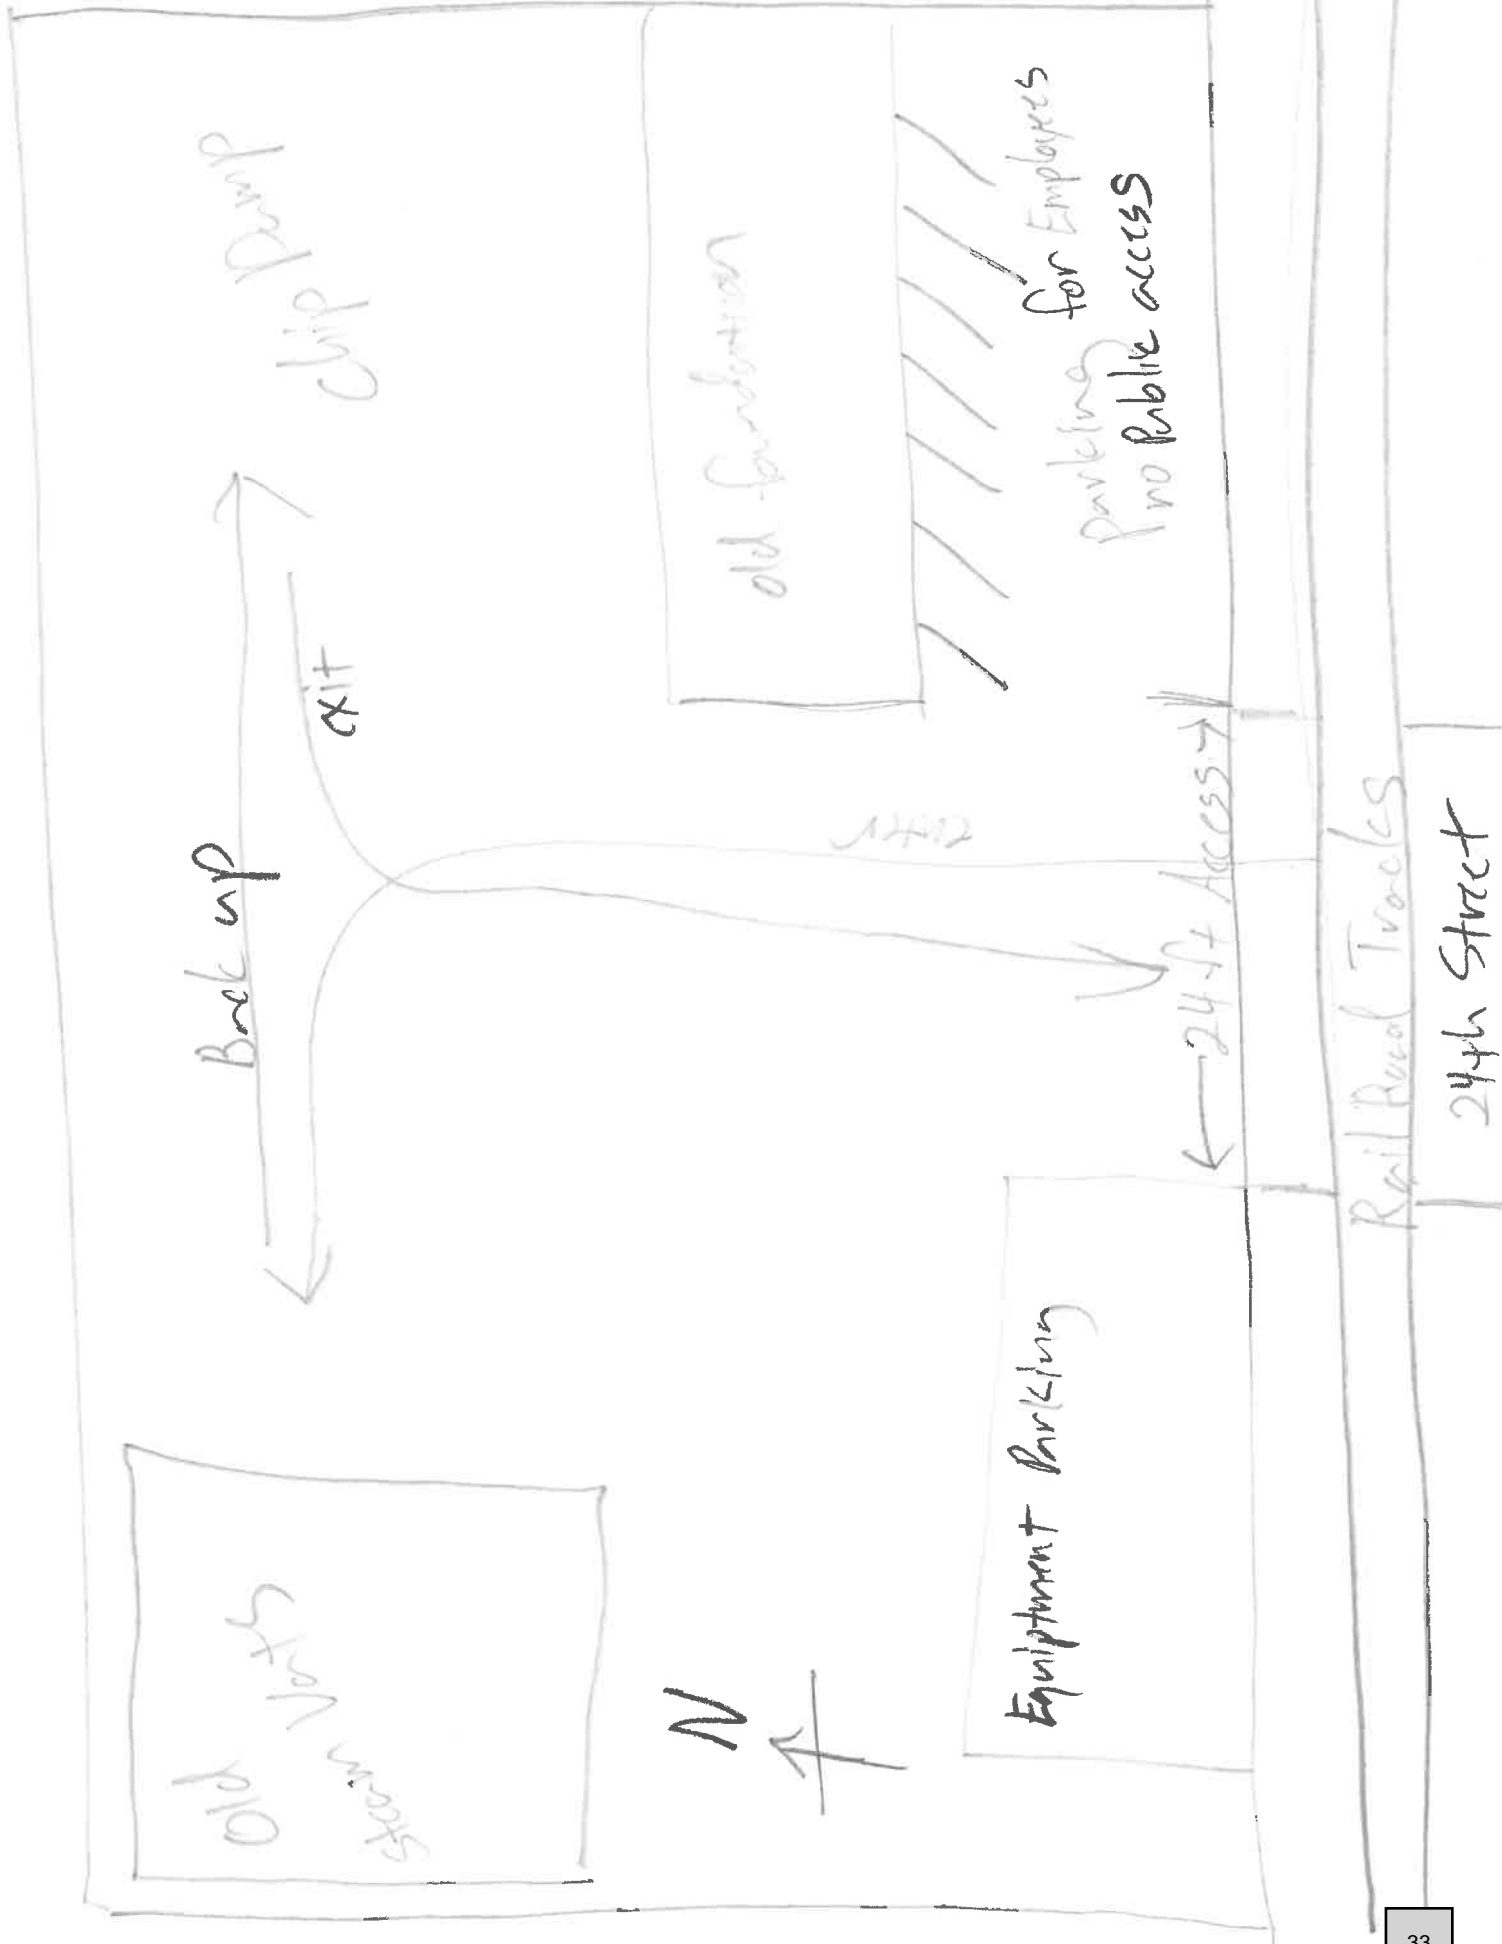 Old
Steam Vats
Back up
Chip Dump
exit
N
old foundation
Equiptment Parking
Parking for Employees
no Public access
24 ft Access
Rail Road Tracks
24th Street
33